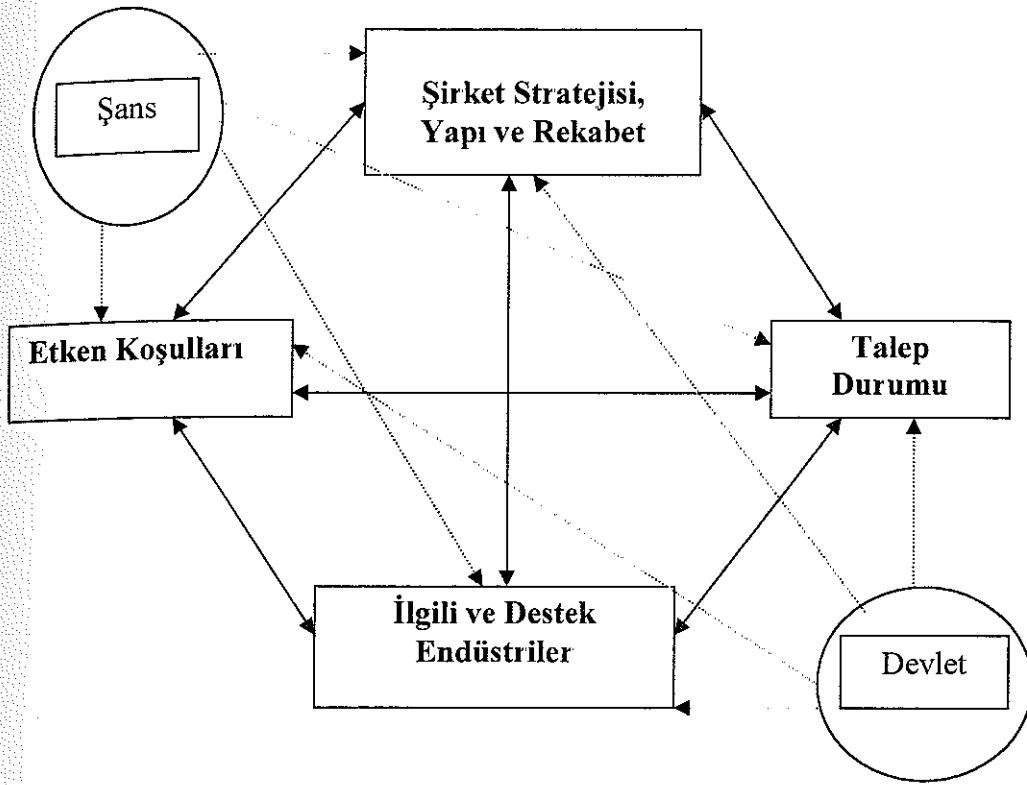 Şans
Şirket Stratejisi,
Yapı ve Rekabet
Etken Koşulları
Talep
Durumu
İlgili ve Destek
Endüstriler
Devlet